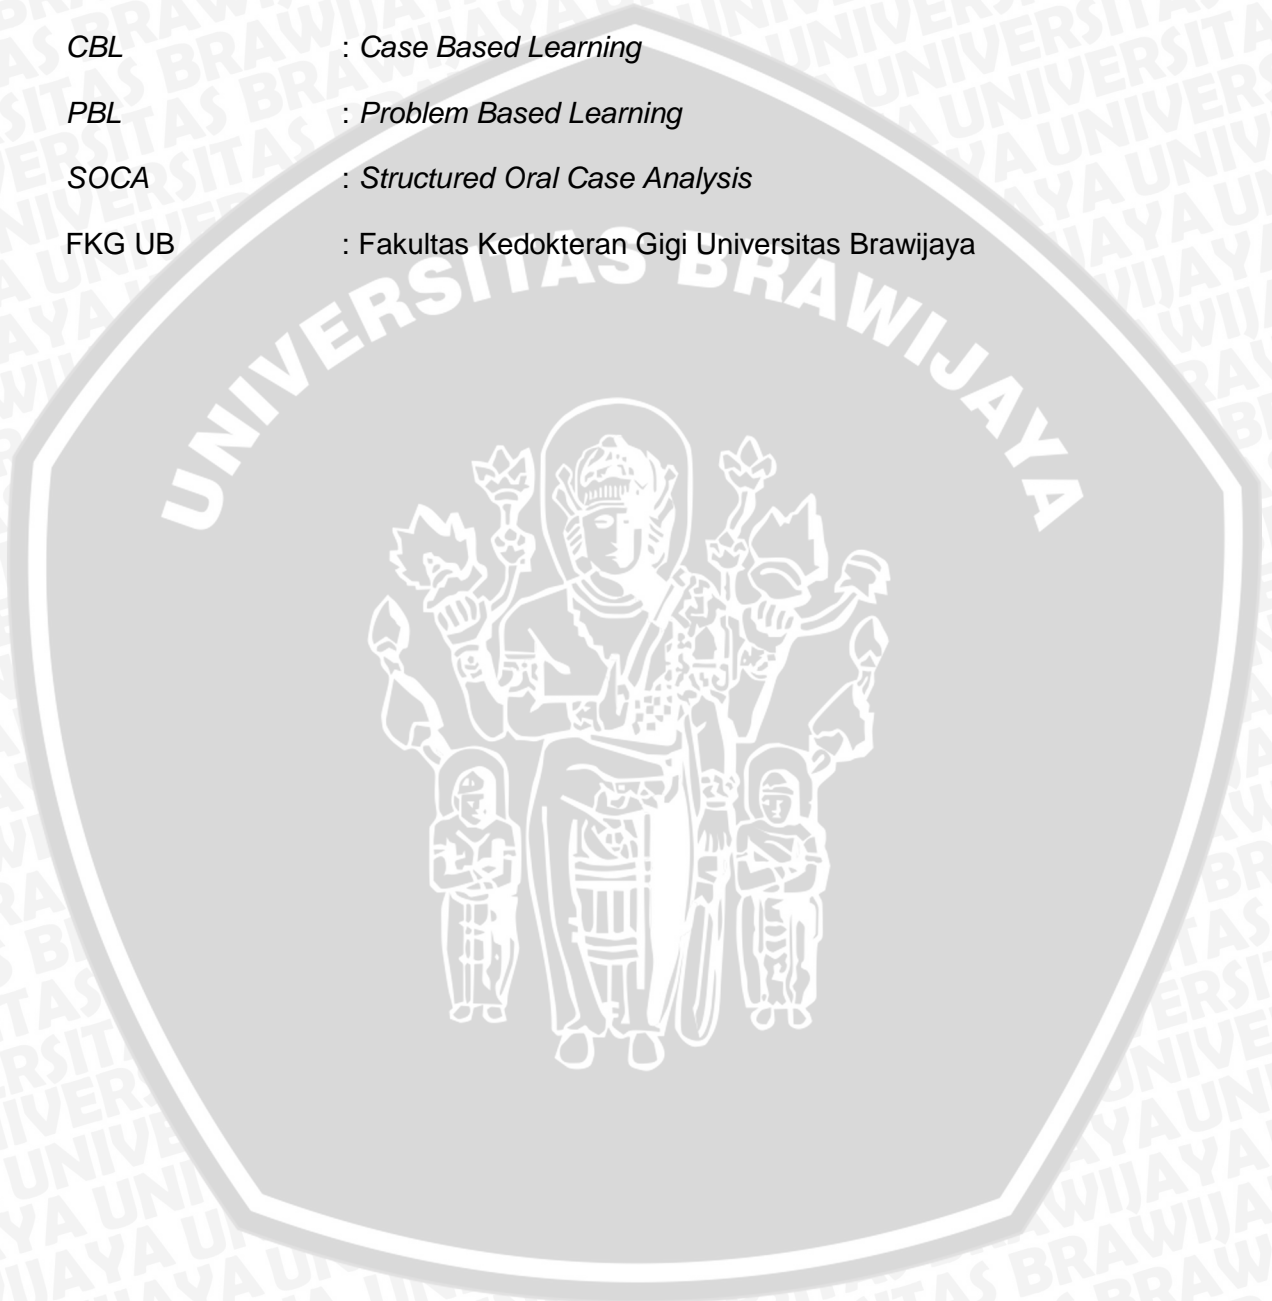 CBL : Case Based Learning
PBL : Problem Based Learning
SOCA : Structured Oral Case Analysis
FKG UB : Fakultas Kedokteran Gigi Universitas Brawijaya
UNIVERSITAS BRAWIJAYA